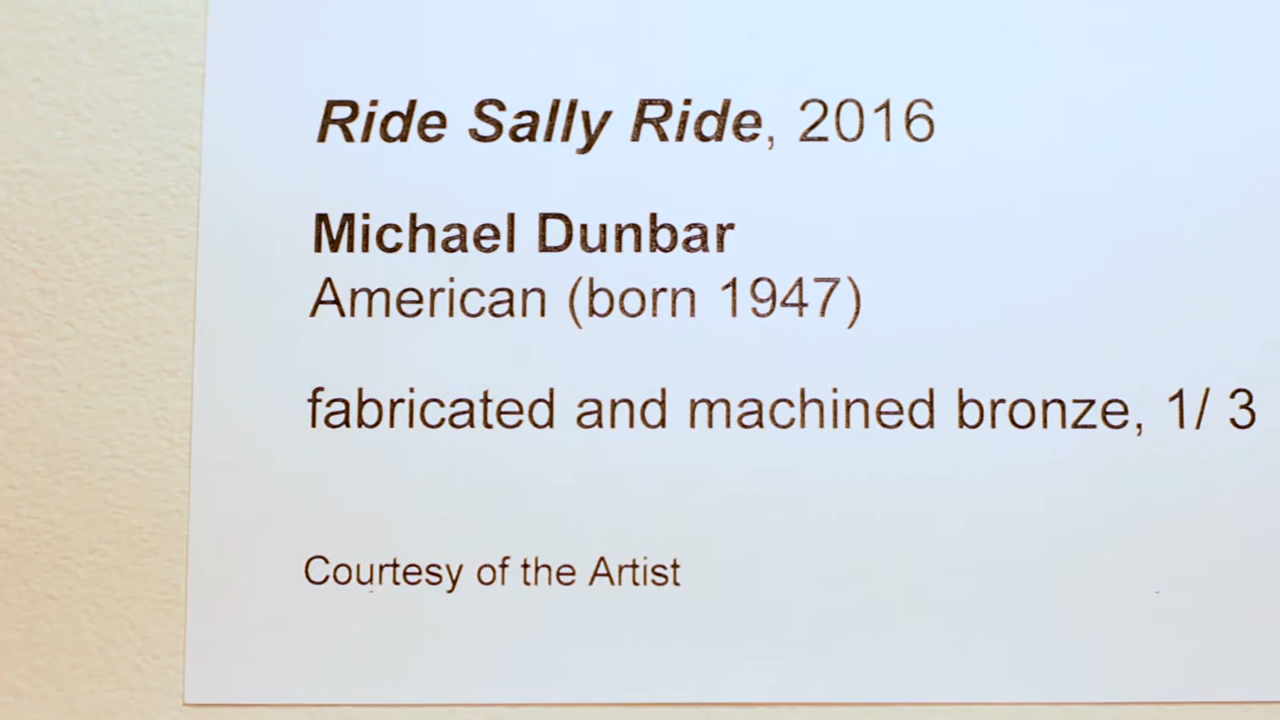 Ride Sally Ride, 2016
Michael Dunbar
American (born 1947)
fabricated and machined bronze, 1/ 3
Courtesy of the Artist